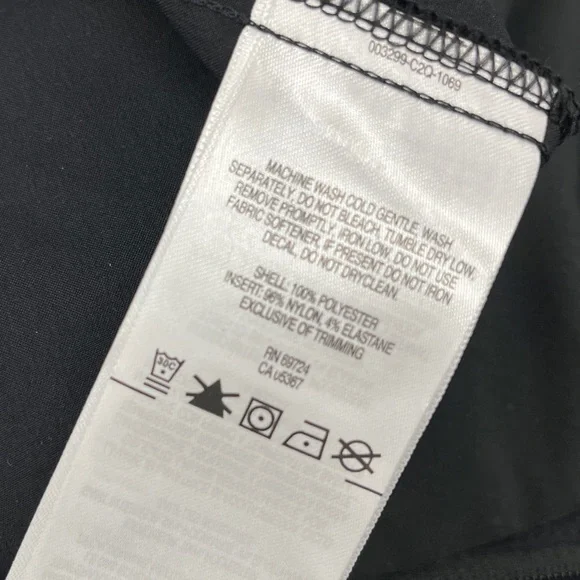 003299-C2Q-1069
MACHINE WASH COLD GENTLE. WASH
SEPARATELY. DO NOT BLEACH. TUMBLE DRY LOW.
REMOVE PROMPTLY. IRON LOW. DO NOT USE
FABRIC SOFTENER. IF PRESENT DO NOT IRON
DECAL. DO NOT DRYCLEAN.
SHELL: 100% POLYESTER
INSERT: 96% NYLON, 4% ELASTANE
EXCLUSIVE OF TRIMMING
RN 69724
CA 05367
30C